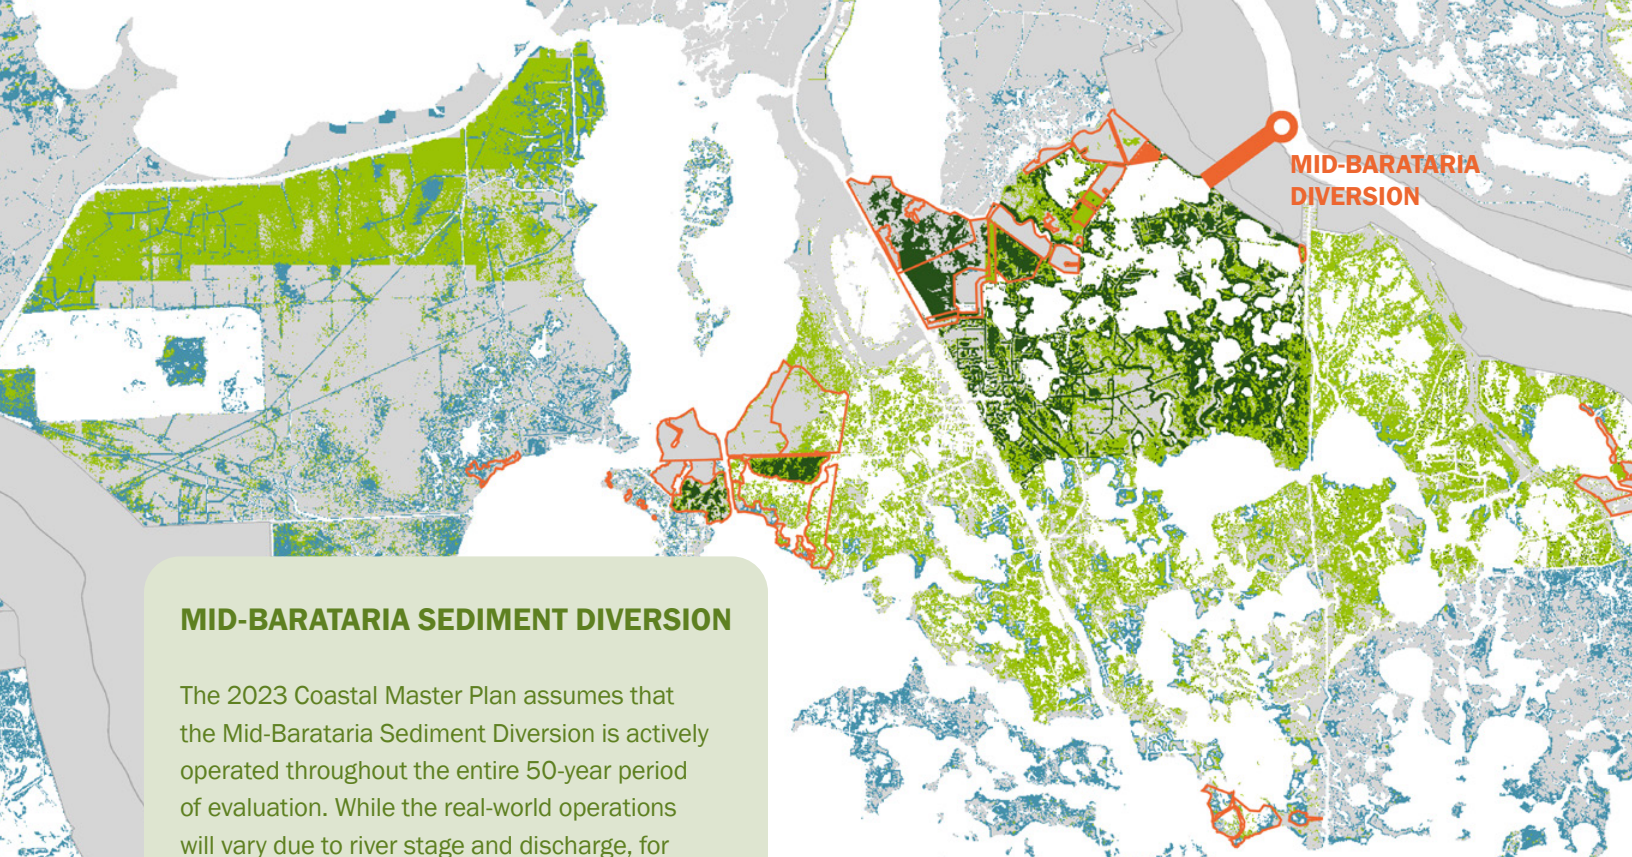 MID-BARATARIA
DIVERSION
MID-BARATARIA SEDIMENT DIVERSION
The 2023 Coastal Master Plan assumes that
the Mid-Barataria Sediment Diversion is actively
operated throughout the entire 50-year period
of evaluation. While the real-world operations
will vary due to river stage and discharge, for